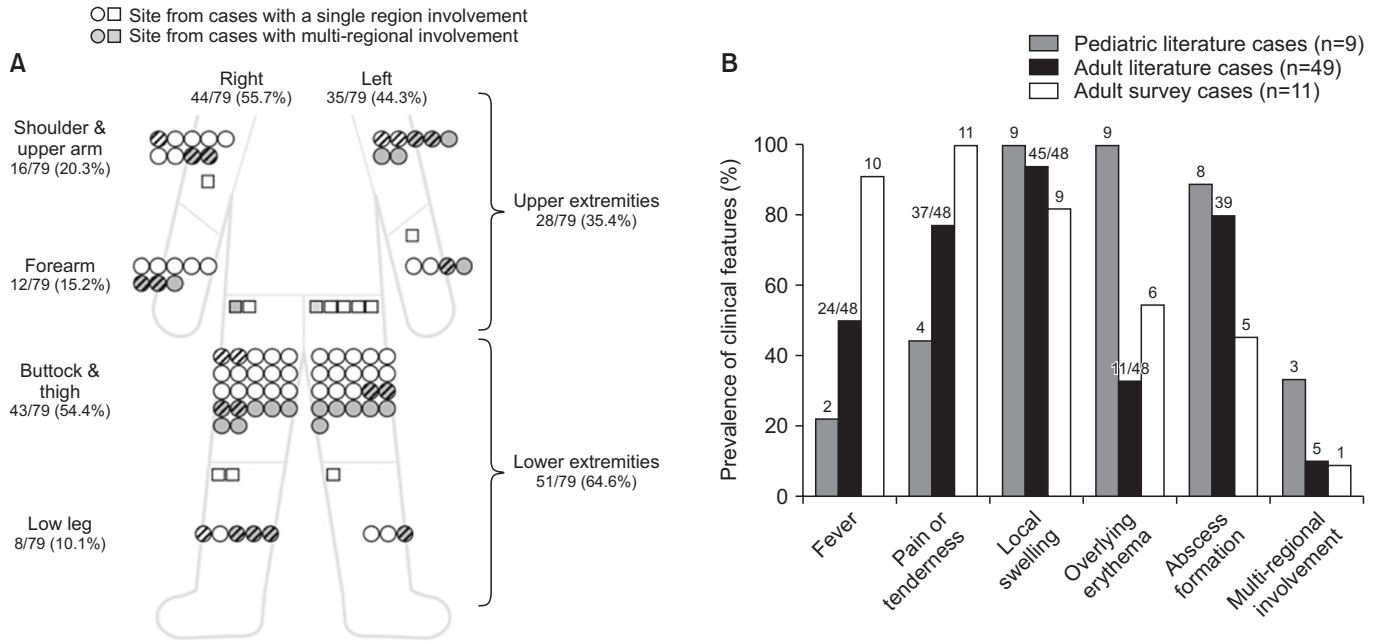 Site from cases with a single region involvement
Site from cases with multi-regional involvement
A
Right
44/79 (55.7%)
Left
35/79 (44.3%)
Shoulder &
upper arm
16/79 (20.3%)
Upper extremities
28/79 (35.4%)
Forearm
12/79 (15.2%)
Buttock &
thigh
43/79 (54.4%)
Lower extremities
51/79 (64.6%)
Low leg
8/79 (10.1%)
B
Pediatric literature cases (n=9)
Adult literature cases (n=49)
Adult survey cases (n=11)
Prevalence of clinical features (%)
100
80
60
40
20
0
2
24/48
10
4
37/48
11
9
45/48
9
9
11/48
6
8
39
5
3
5
1
Fever
Pain or
tenderness
Local
swelling
Overlying
erythema
Abscess
formation
Multi-regional
involvement